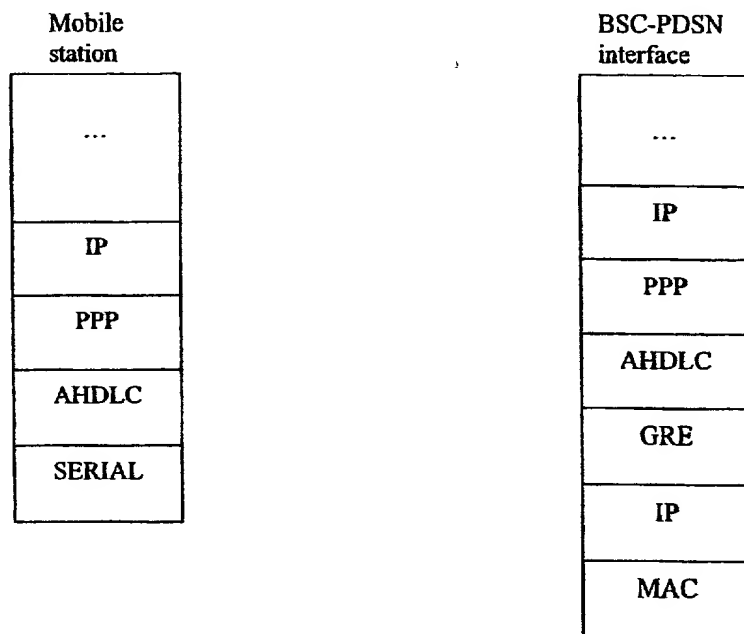 Mobile
station
...
IP
PPP
AHDLC
SERIAL
BSC-PDSN
interface
...
IP
PPP
AHDLC
GRE
IP
MAC